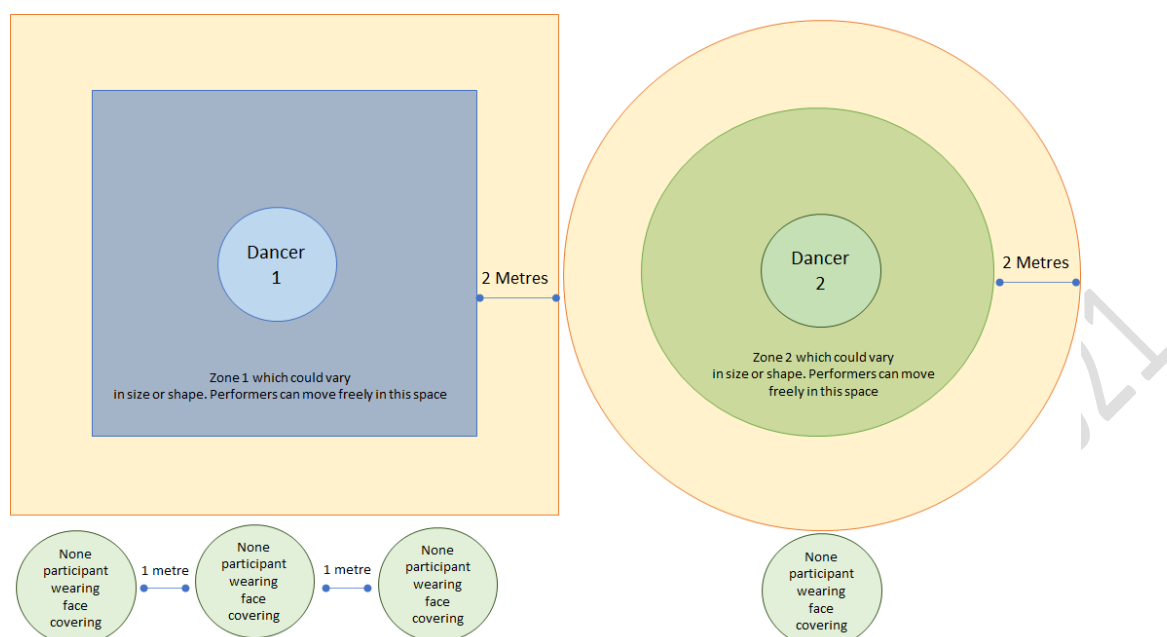 Dancer
1
2 Metres
Zone 1 which could vary
in size or shape. Performers can move freely in this space
Dancer
2
2 Metres
Zone 2 which could vary
in size or shape. Performers can move
freely in this space
None
participant
wearing
face
covering
1 metre
None
participant
wearing
face
covering
1 metre
None
participant
wearing
face
covering
None
participant
wearing
face
covering